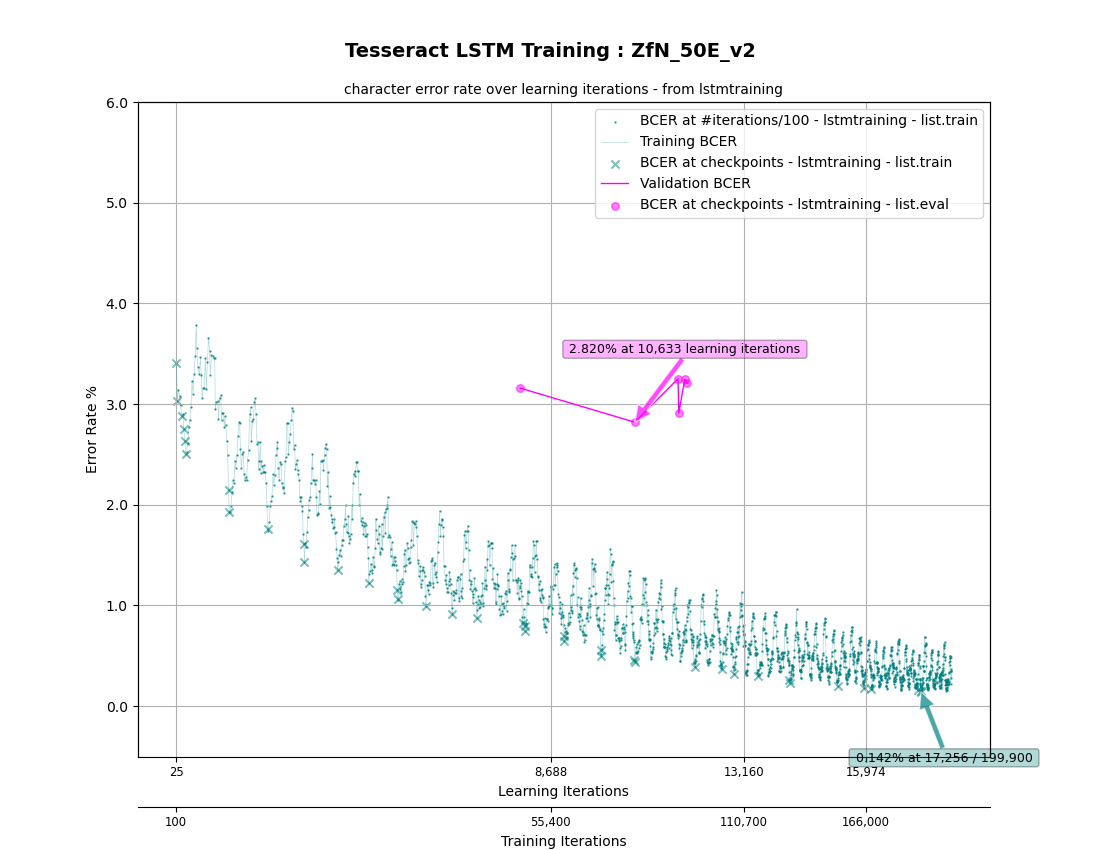 Tesseract LSTM Training : ZfN_50E_v2
character error rate over learning iterations - from lstmtraining
6.0
BCER at #iterations/100 - lstmtraining - list.train
Training BCER
BCER at checkpoints - lstmtraining - list.train
Validation BCER
BCER at checkpoints - lstmtraining - list.eval
5.0
4.0
2.820% at 10,633 learning iterations
3.0
Error Rate %
2.0
1.0
0.0
0.142% at 17,256 / 199,900
25
8,688
13,160
15,974
Learning Iterations
100
55,400
110,700
166,000
Training Iterations